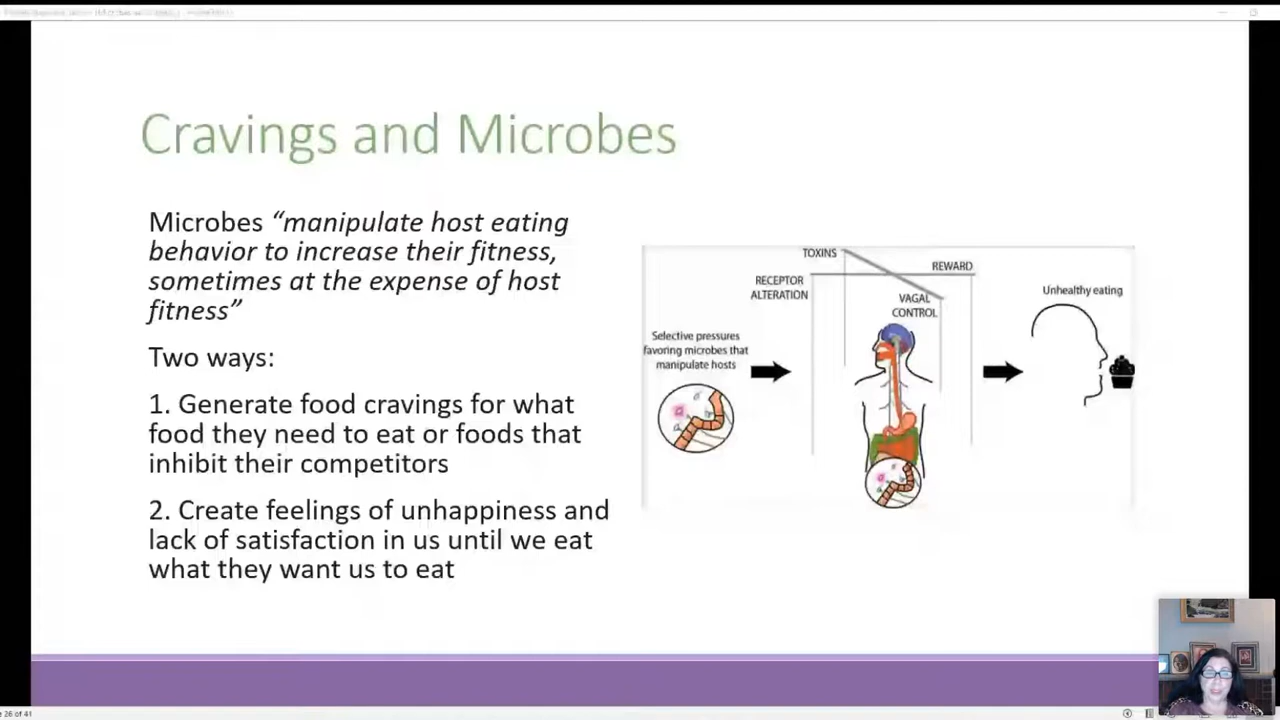 Cravings and Microbes
Microbes “manipulate host eating
behavior to increase their fitness,
sometimes at the expense of host
fitness”
Two ways:
1. Generate food cravings for what
food they need to eat or foods that
inhibit their competitors
2. Create feelings of unhappiness and
lack of satisfaction in us until we eat
what they want us to eat
TOXINS
REWARD
RECEPTOR
ALTERATION
VAGAL
CONTROL
Unhealthy eating
Selective pressures
favoring microbes that
manipulate hosts
26 of 41